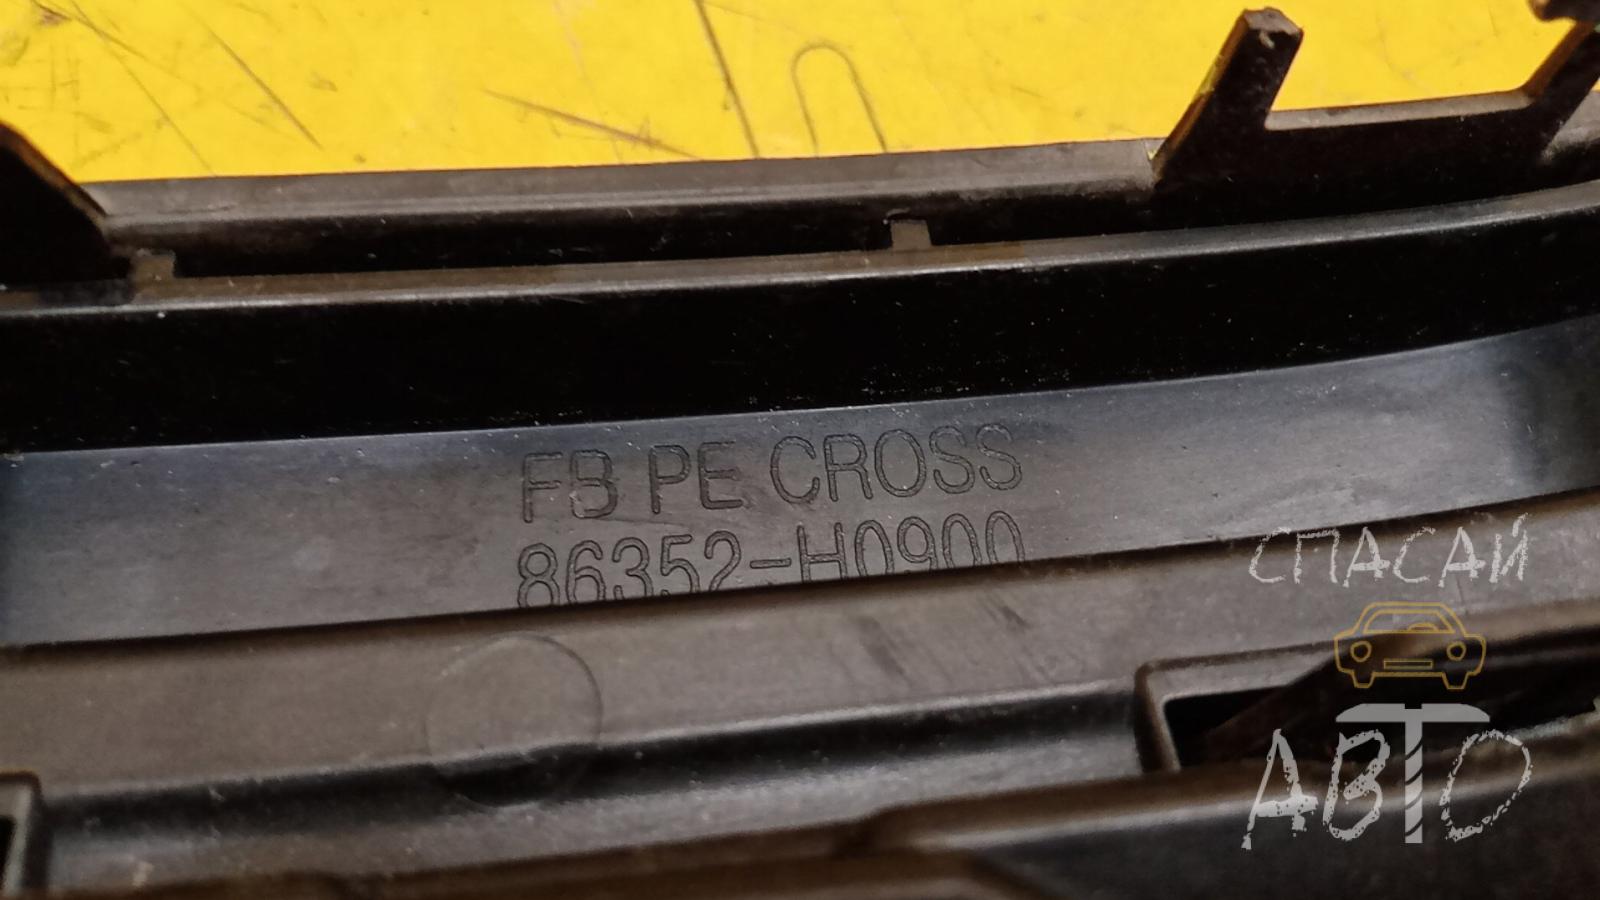 FB PE CROSS
86352-H0900
СПАСАЙ
АВТО